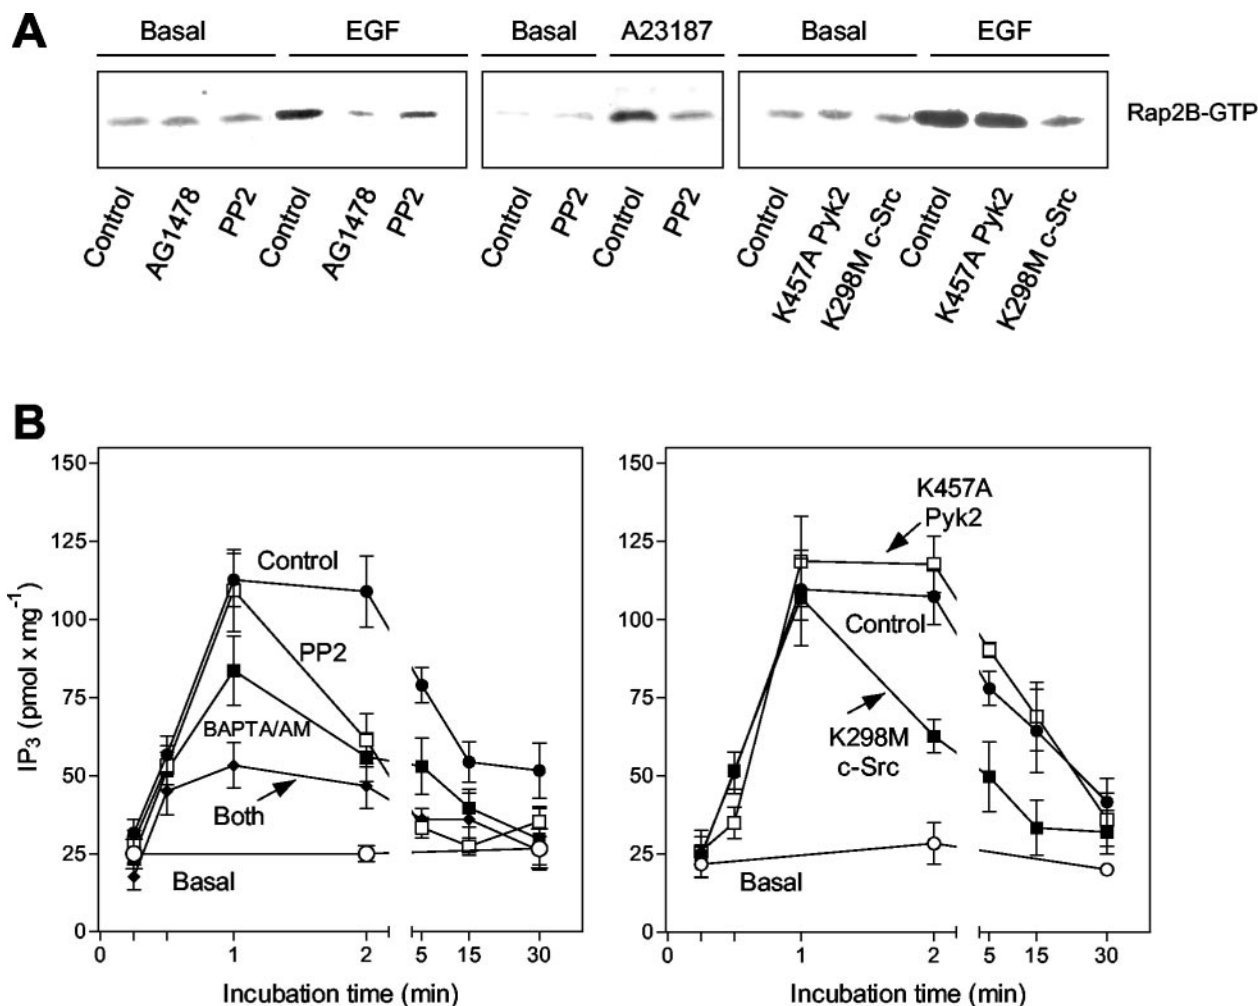 A
Basal EGF Basal A23187 Basal EGF
Rap2B-GTP
Control AG1478 PP2 Control AG1478 PP2 Control PP2 Control PP2 Control K457A Pyk2 K298M c-Src Control K457A Pyk2 K298M c-Src
B
IP3 (pmol x mg-1)
150
125
100
75
50
25
0
Control
PP2
BAPTA/AM
Both
Basal
0 1 2 5 15 30
Incubation time (min)
150
125
100
75
50
25
0
K457A
Pyk2
Control
K298M
c-Src
Basal
0 1 2 5 15 30
Incubation time (min)